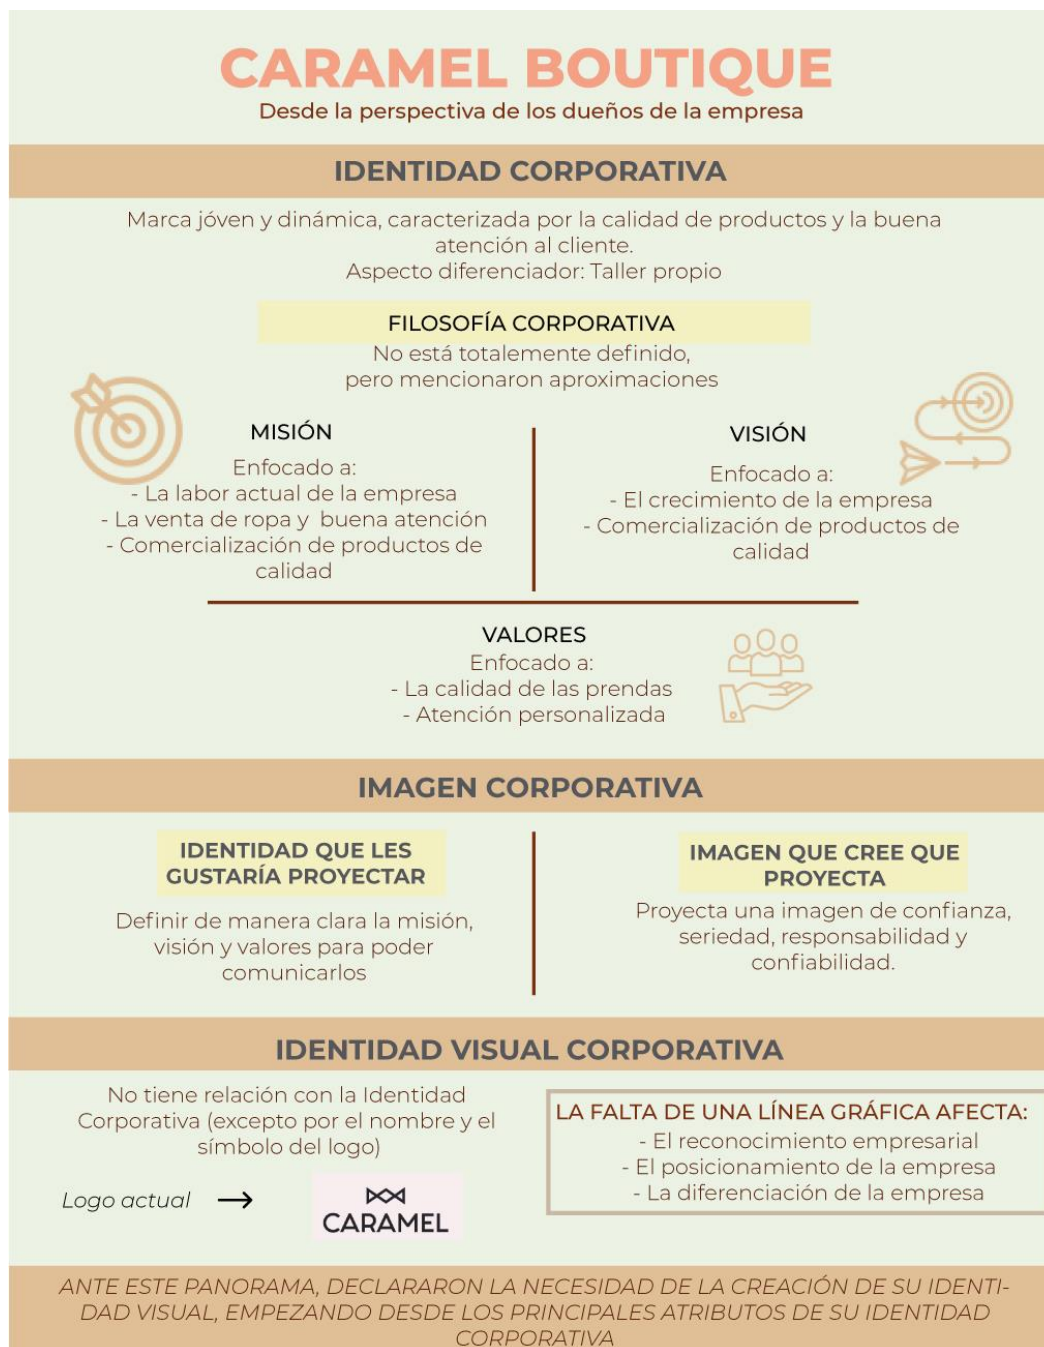 CARAMEL BOUTIQUE
Desde la perspectiva de los dueños de la empresa
IDENTIDAD CORPORATIVA
Marca jóven y dinámica, caracterizada por la calidad de productos y la buena
atención al cliente.
Aspecto diferenciador: Taller propio
FILOSOFÍA CORPORATIVA
No está totalemente definido,
pero mencionaron aproximaciones
MISIÓN
Enfocado a:
- La labor actual de la empresa
- La venta de ropa y buena atención
- Comercialización de productos de
calidad
VISIÓN
Enfocado a:
- El crecimiento de la empresa
- Comercialización de productos de
calidad
VALORES
Enfocado a:
- La calidad de las prendas
- Atención personalizada
IMAGEN CORPORATIVA
IDENTIDAD QUE LES
GUSTARÍA PROYECTAR
Definir de manera clara la misión,
visión y valores para poder
comunicarlos
IMAGEN QUE CREE QUE
PROYECTA
Proyecta una imagen de confianza,
seriedad, responsabilidad y
confiabilidad.
IDENTIDAD VISUAL CORPORATIVA
No tiene relación con la Identidad
Corporativa (excepto por el nombre y el
símbolo del logo)
Logo actual
CARAMEL
LA FALTA DE UNA LÍNEA GRÁFICA AFECTA:
- El reconocimiento empresarial
- El posicionamiento de la empresa
- La diferenciación de la empresa
ANTE ESTE PANORAMA, DECLARARON LA NECESIDAD DE LA CREACIÓN DE SU IDENTI-
DAD VISUAL, EMPEZANDO DESDE LOS PRINCIPALES ATRIBUTOS DE SU IDENTIDAD
CORPORATIVA